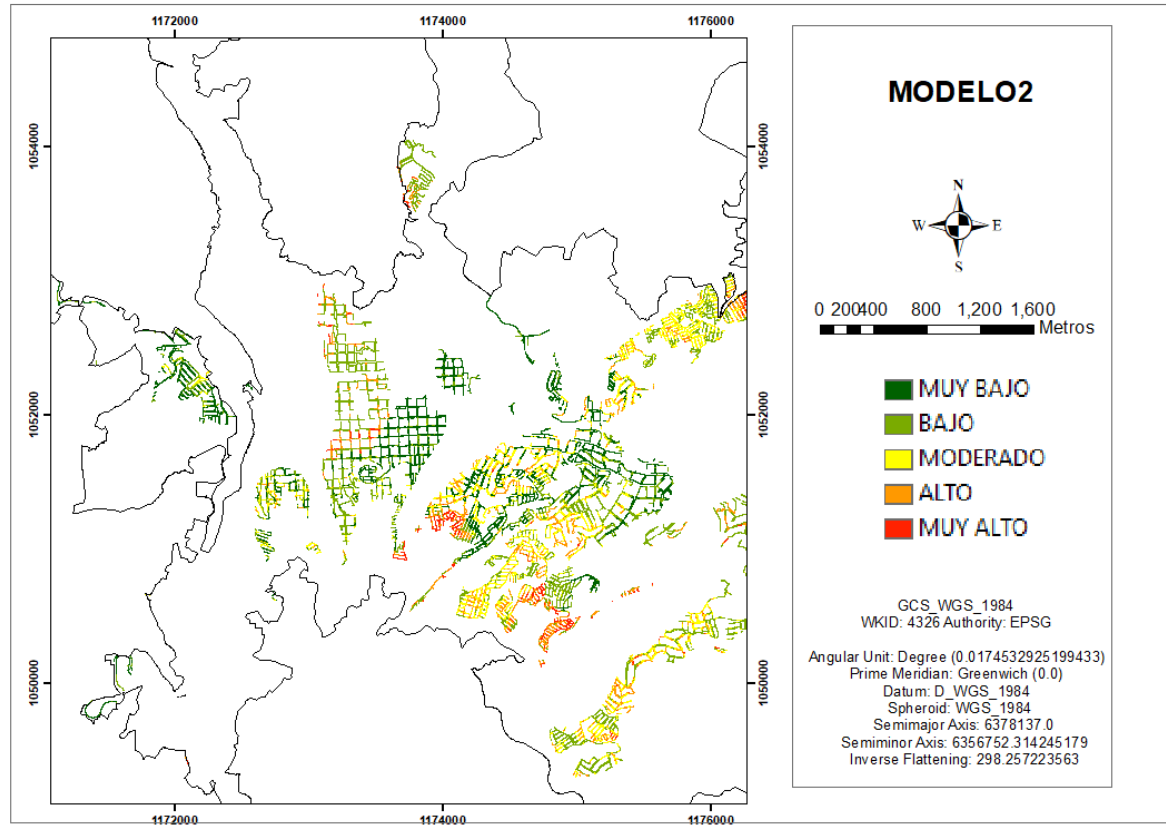 1172000 1174000 1176000
1054000 1054000
1052000 1052000
1050000 1050000
1172000 1174000 1176000
MODELO2
N
W E
S
0 200400 800 1,200 1,600
Metros
MUY BAJO
BAJO
MODERADO
ALTO
MUY ALTO
GCS_WGS_1984
WKID: 4326 Authority: EPSG
Angular Unit: Degree (0.0174532925199433)
Prime Meridian: Greenwich (0.0)
Datum: D_WGS_1984
Spheroid: WGS_1984
Semimajor Axis: 6378137.0
Semiminor Axis: 6356752.314245179
Inverse Flattening: 298.257223563